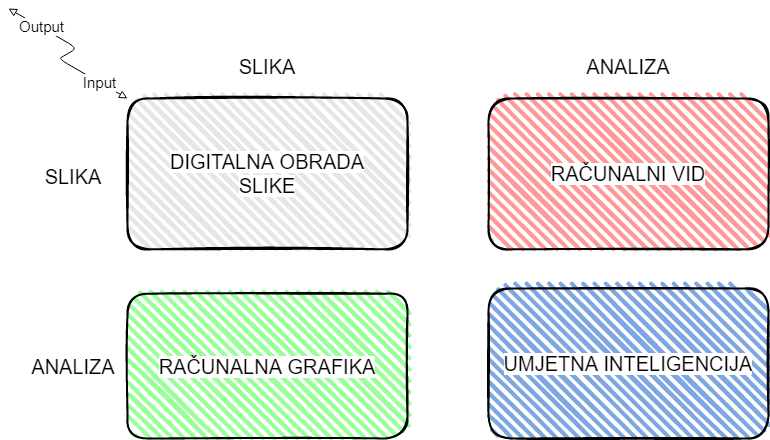 Output
Input
SLIKA
ANALIZA
SLIKA
DIGITALNA OBRADA
SLIKE
RAČUNALNI VID
ANALIZA
RAČUNALNA GRAFIKA
UMJETNA INTELIGENCIJA